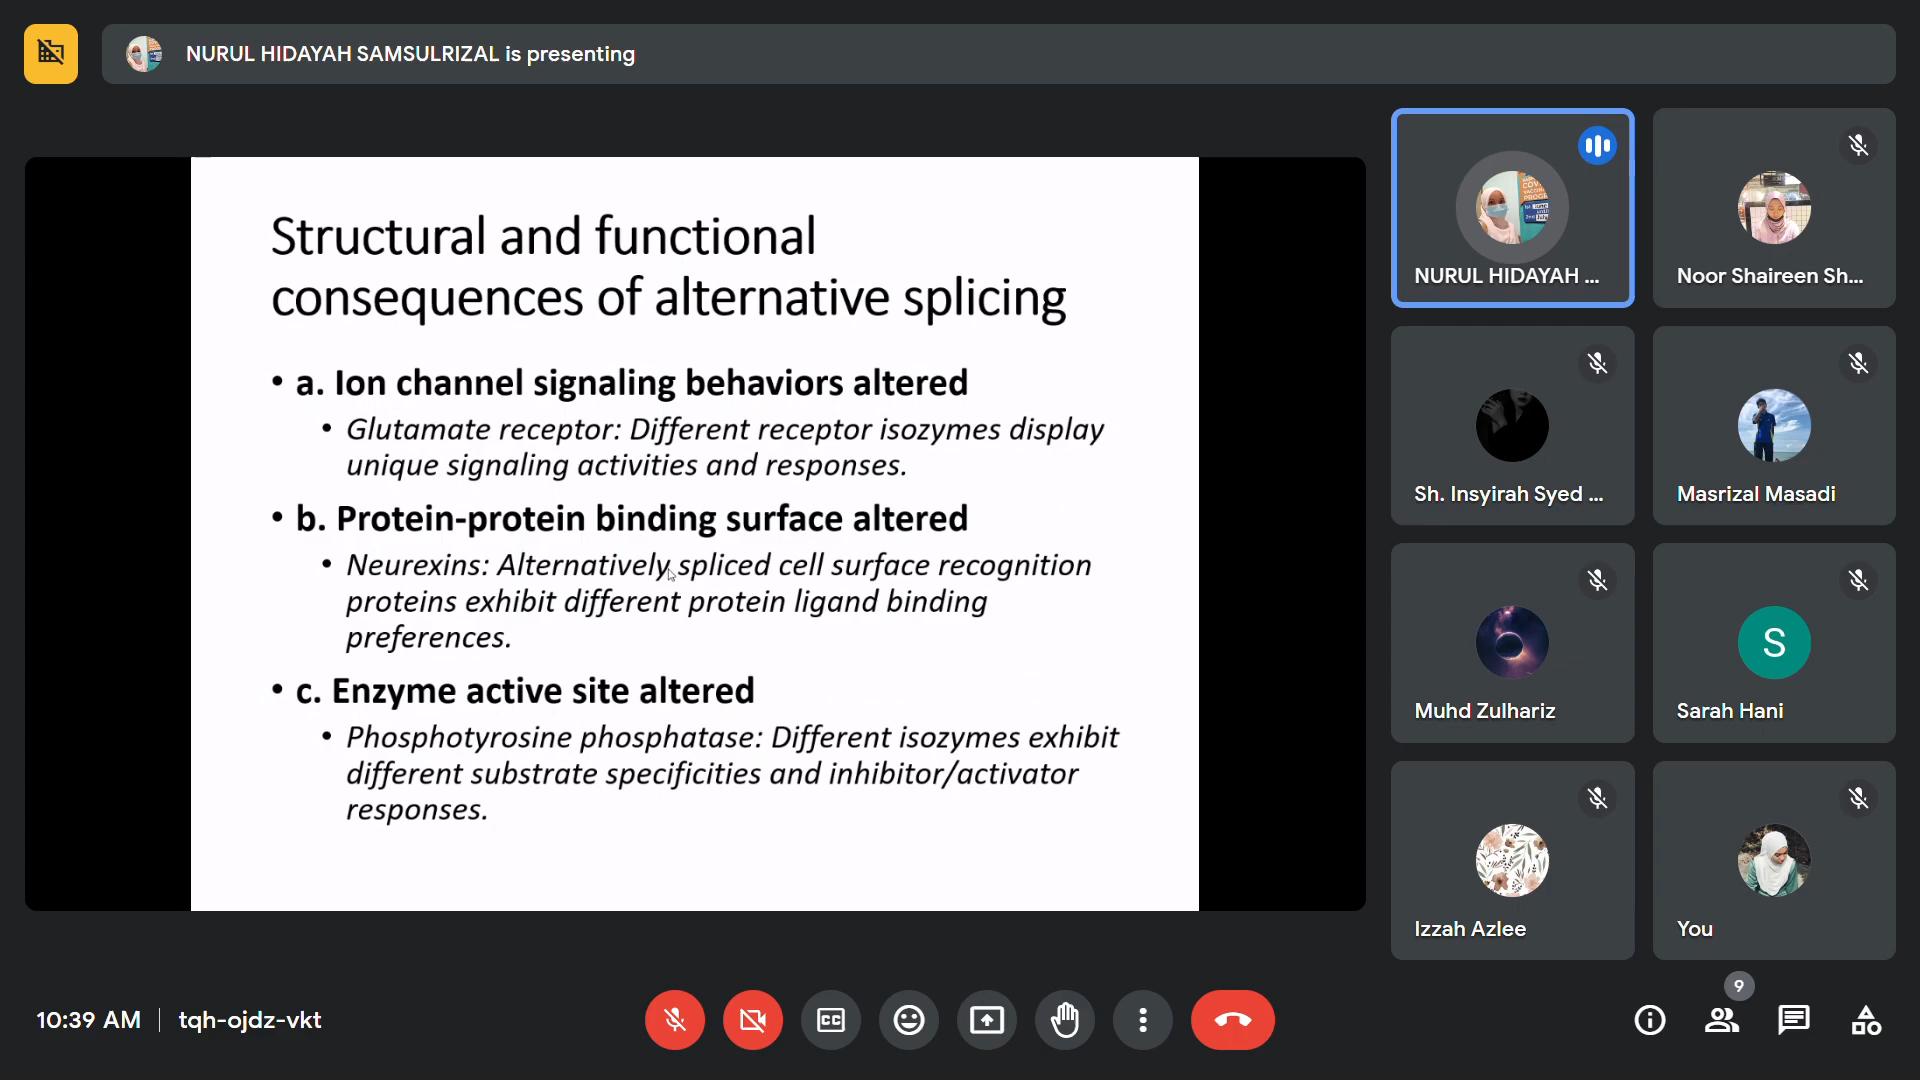 NURUL HIDAYAH SAMSULRIZAL is presenting
Structural and functional
consequences of alternative splicing
• a. Ion channel signaling behaviors altered
• Glutamate receptor: Different receptor isozymes display
unique signaling activities and responses.
• b. Protein-protein binding surface altered
• Neurexins: Alternatively spliced cell surface recognition
proteins exhibit different protein ligand binding
preferences.
• c. Enzyme active site altered
• Phosphotyrosine phosphatase: Different isozymes exhibit
different substrate specificities and inhibitor/activator
responses.
NURUL HIDAYAH ...
Noor Shaireen Sh...
Sh. Insyirah Syed ...
Masrizal Masadi
Muhd Zulhariz
S
Sarah Hani
Izzah Azlee
You
10:39 AM | tqh-ojdz-vkt
CC
9